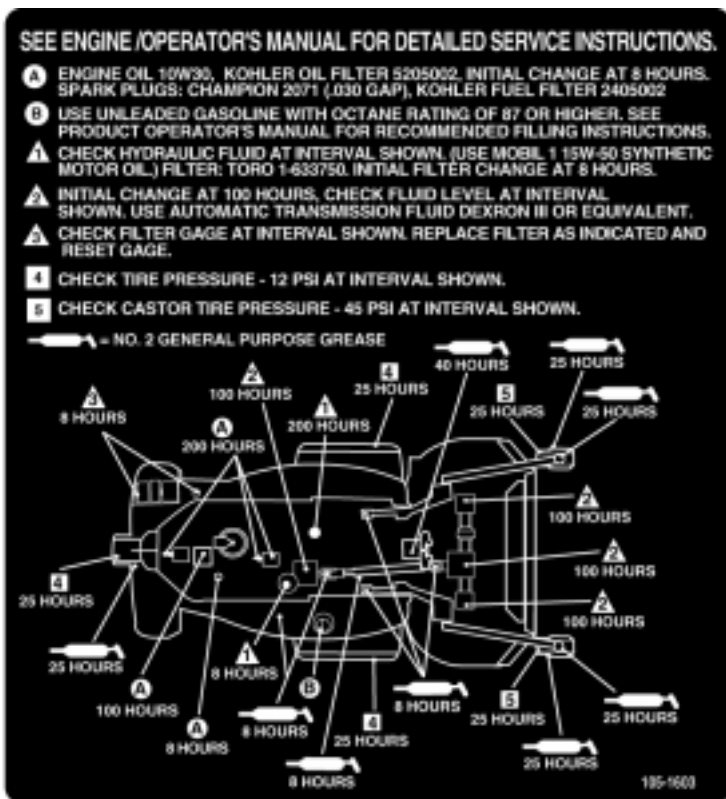 SEE ENGINE /OPERATOR'S MANUAL FOR DETAILED SERVICE INSTRUCTIONS.
A ENGINE OIL 10W30, KOHLER OIL FILTER 5205002. INITIAL CHANGE AT 8 HOURS.
SPARK PLUGS: CHAMPION 2071 (.030 GAP), KOHLER FUEL FILTER 2405002
B USE UNLEADED GASOLINE WITH OCTANE RATING OF 87 OR HIGHER. SEE
PRODUCT OPERATOR'S MANUAL FOR RECOMMENDED FILLING INSTRUCTIONS.
1 CHECK HYDRAULIC FLUID AT INTERVAL SHOWN. (USE MOBIL 1 15W-50 SYNTHETIC
MOTOR OIL.) FILTER: TORO 1-633750. INITIAL FILTER CHANGE AT 8 HOURS.
2 INITIAL CHANGE AT 100 HOURS, CHECK FLUID LEVEL AT INTERVAL
SHOWN. USE AUTOMATIC TRANSMISSION FLUID DEXRON III OR EQUIVALENT.
3 CHECK FILTER GAGE AT INTERVAL SHOWN. REPLACE FILTER AS INDICATED AND
RESET GAGE.
4 CHECK TIRE PRESSURE - 12 PSI AT INTERVAL SHOWN.
5 CHECK CASTOR TIRE PRESSURE - 45 PSI AT INTERVAL SHOWN.
= NO. 2 GENERAL PURPOSE GREASE
40 HOURS
25 HOURS
2
100 HOURS
4
25 HOURS
5
25 HOURS
25 HOURS
3
8 HOURS
A
200 HOURS
1
200 HOURS
2
100 HOURS
2
100 HOURS
4
25 HOURS
2
100 HOURS
25 HOURS
1
8 HOURS
A
100 HOURS
B
8 HOURS
5
25 HOURS
25 HOURS
A
8 HOURS
8 HOURS
4
25 HOURS
25 HOURS
8 HOURS
105-1603